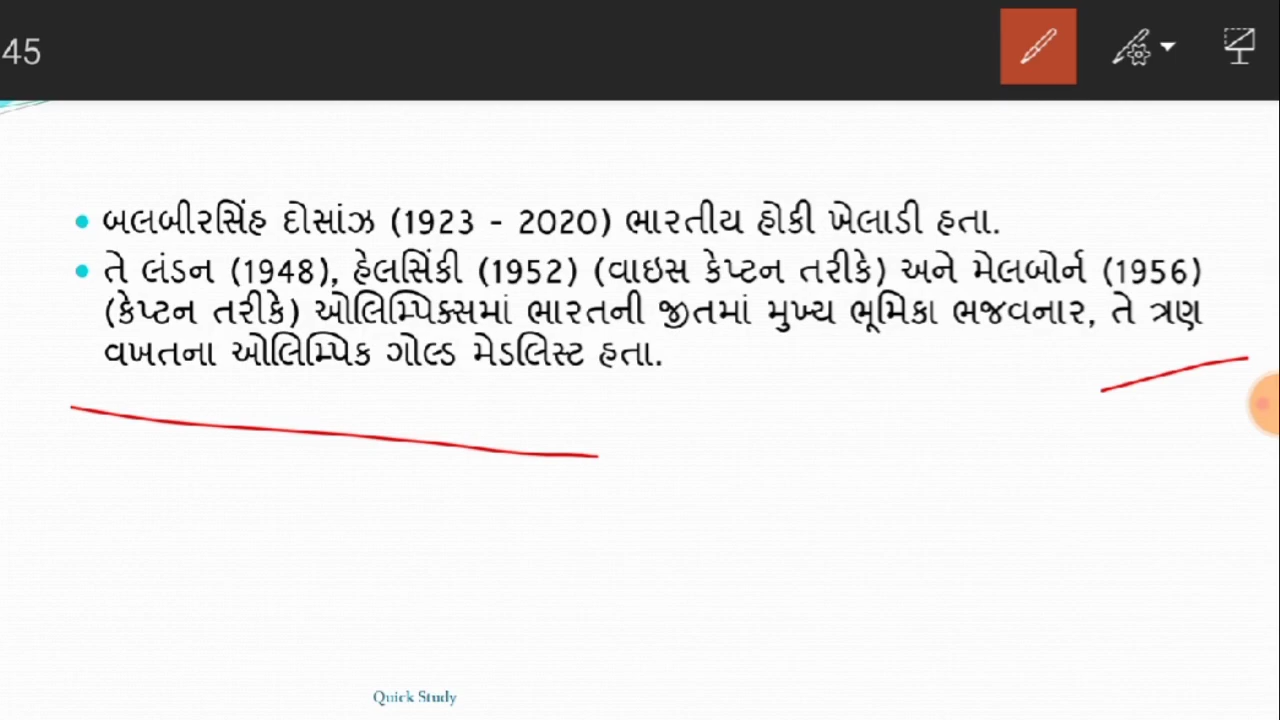 45
બલબીરસિંહ દોસાંઝ (1923 - 2020) ભારતીય હોકી ખેલાડી હતા.
તે લંડન (1948), હેલસિંકી (1952) (વાઇસ કેપ્ટન તરીકે) અને મેલબોર્ન (1956)
(કેપ્ટન તરીકે) ઓલિમ્પિક્સમાં ભારતની જીતમાં મુખ્ય ભૂમિકા ભજવનાર, તે ત્રણ
વખતના ઓલિમ્પિક ગોલ્ડ મેડલિસ્ટ હતા.
Quick Study